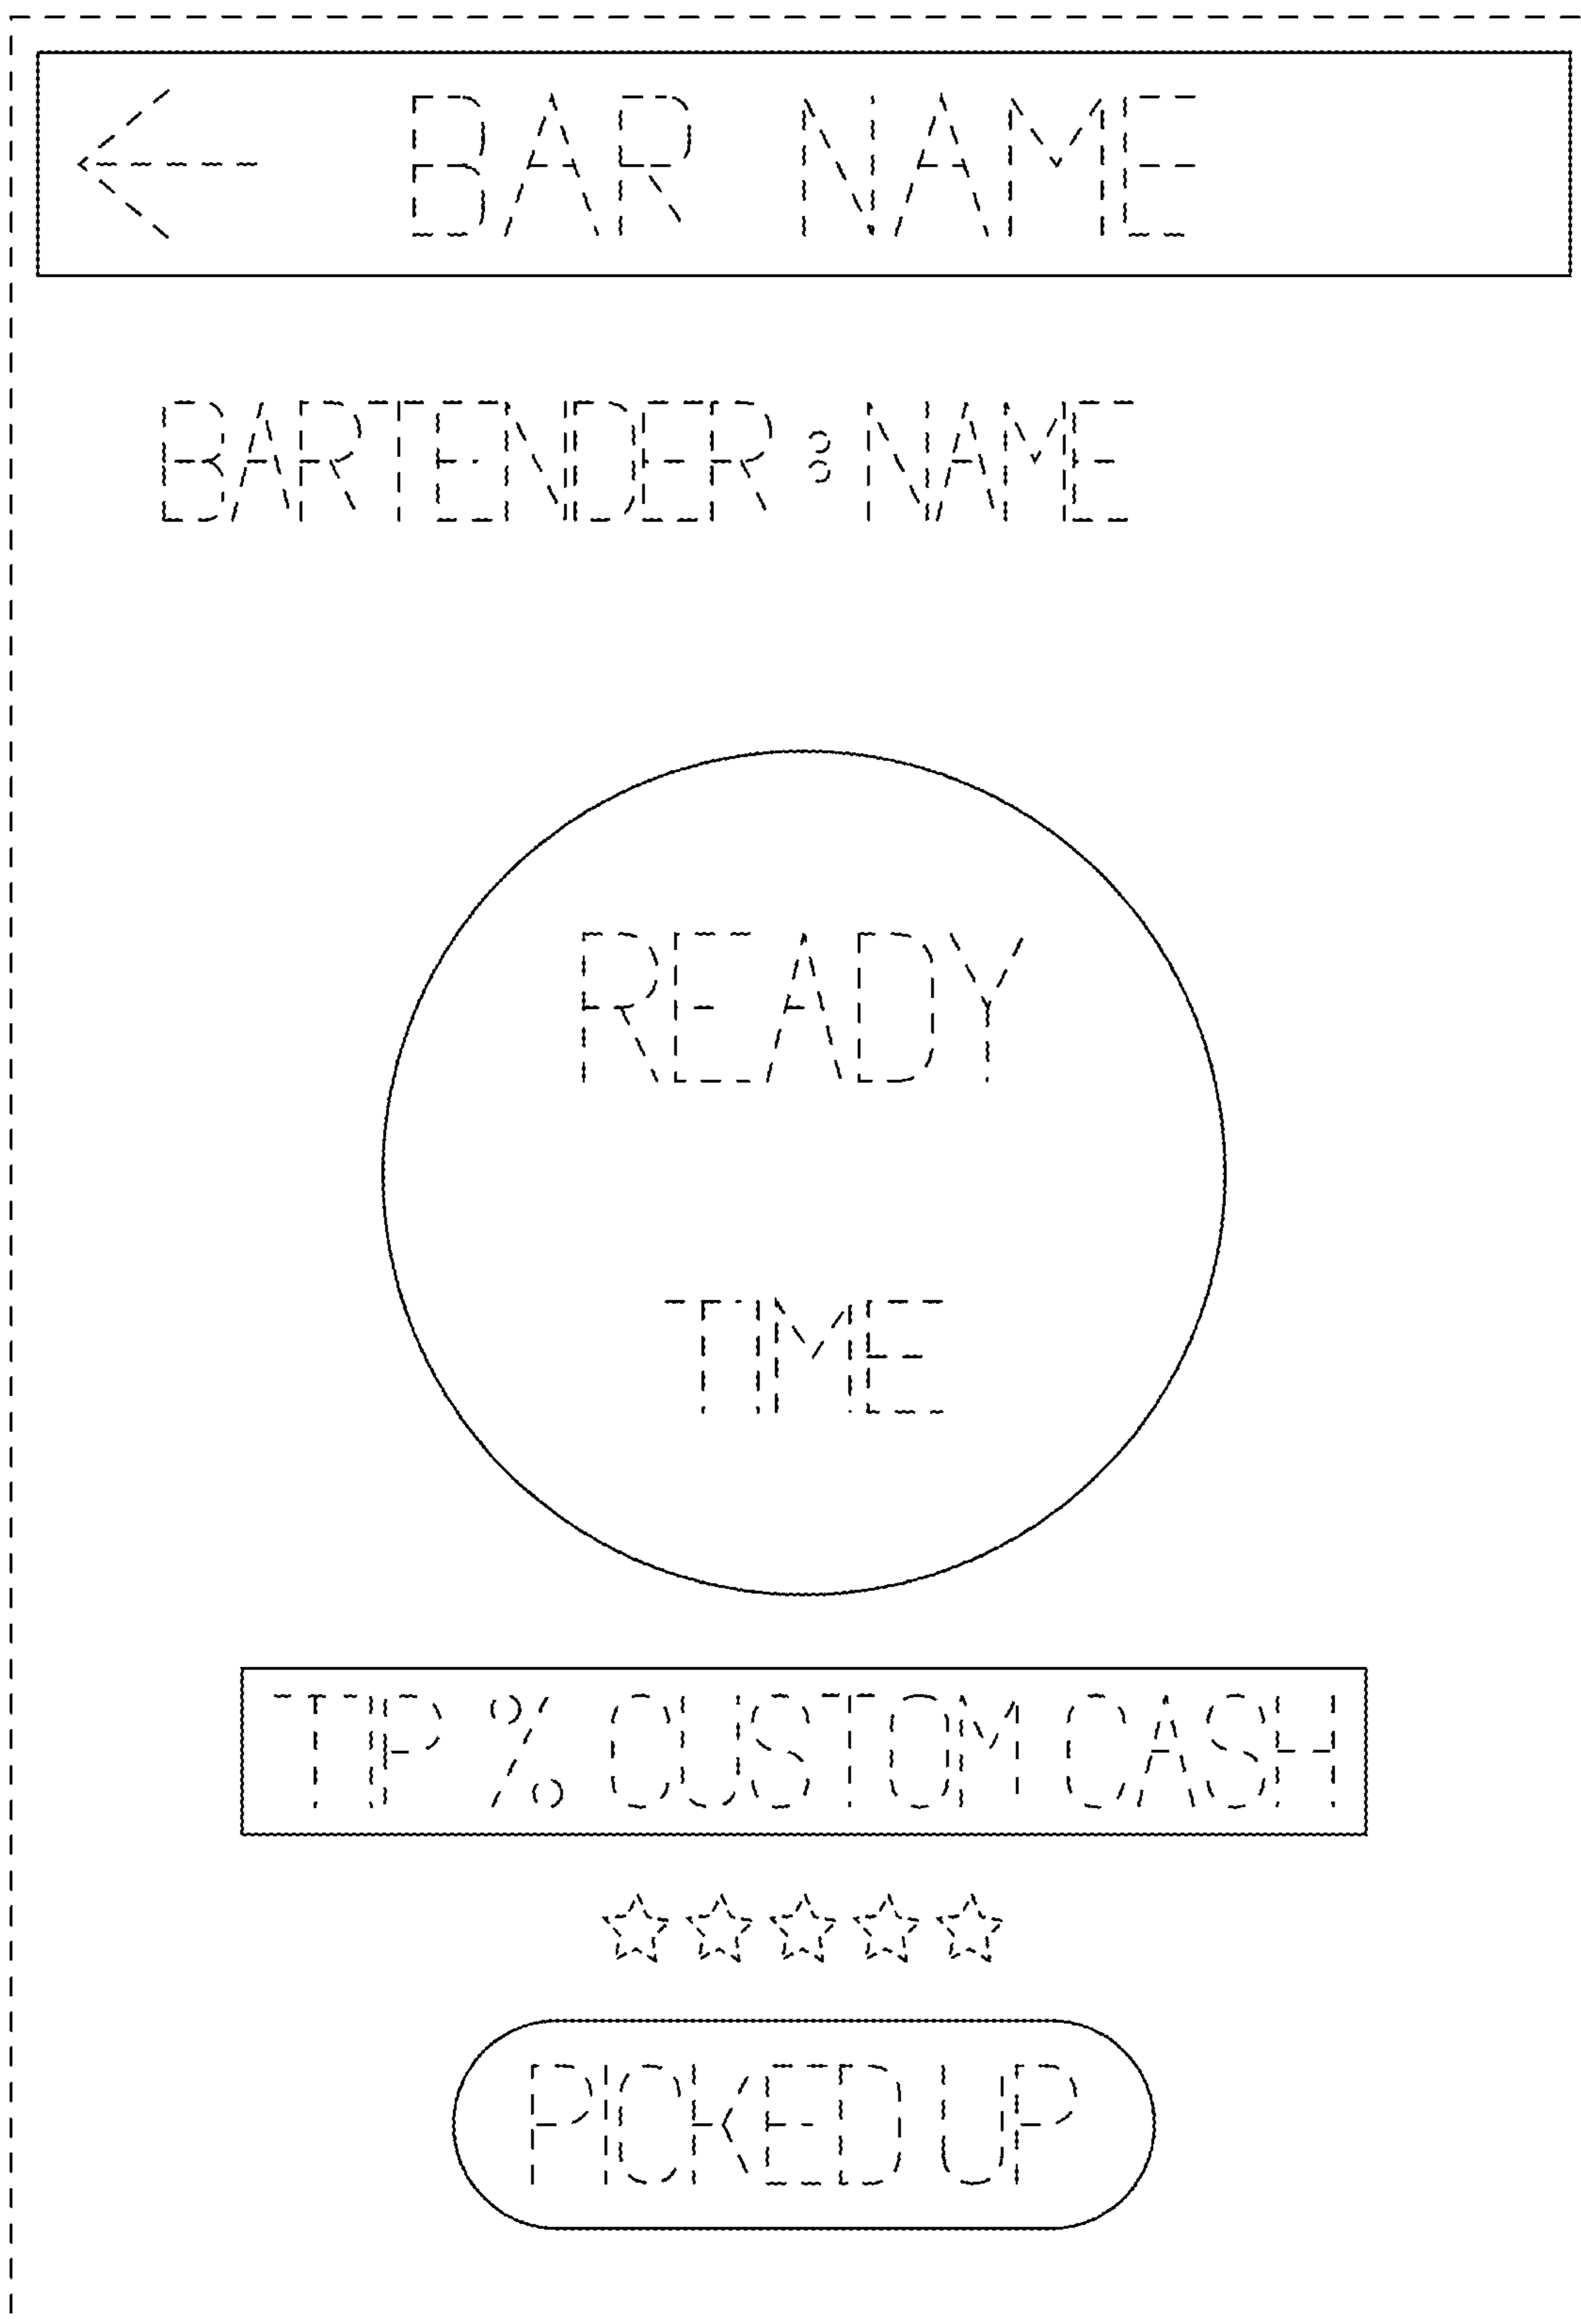 BAR NAME
BARTENDER: NAME
READY
TIME
TIP % CUSTOM CASH
PICKED UP